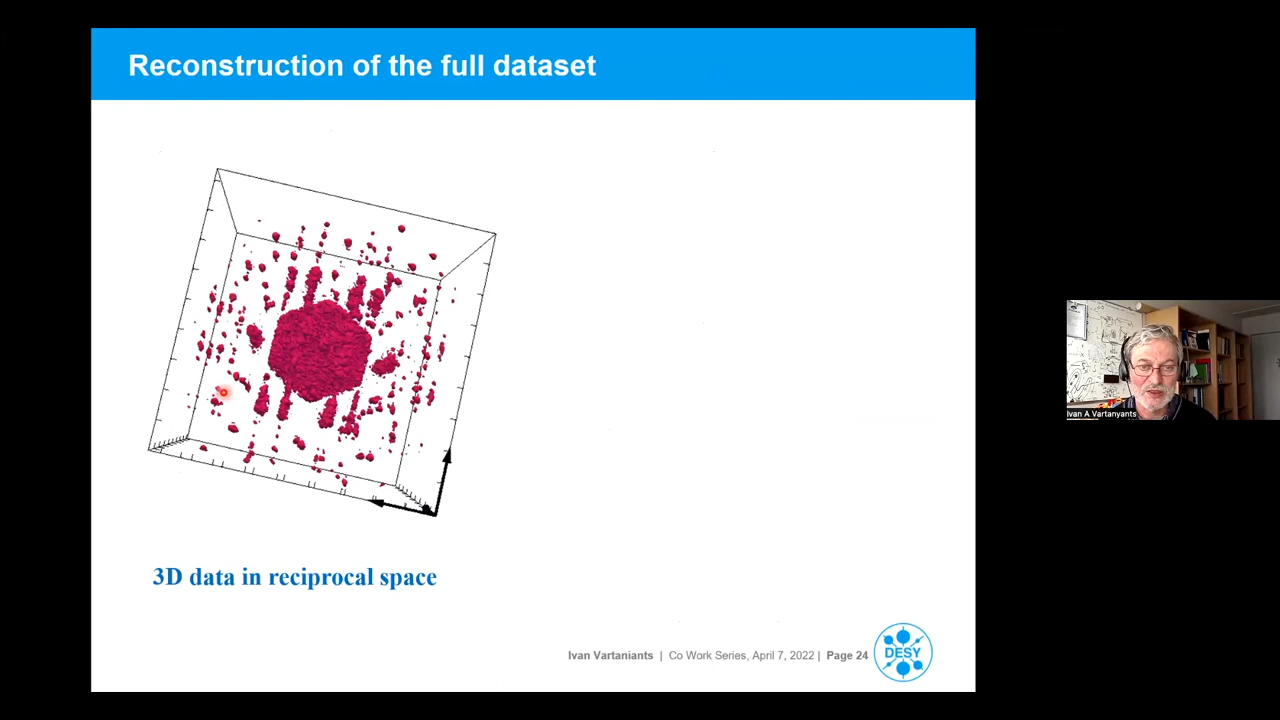 Reconstruction of the full dataset
3D data in reciprocal space
Ivan Vartaniants | Co Work Series, April 7, 2022 | Page 24
DESY
Ivan A Vartanyants